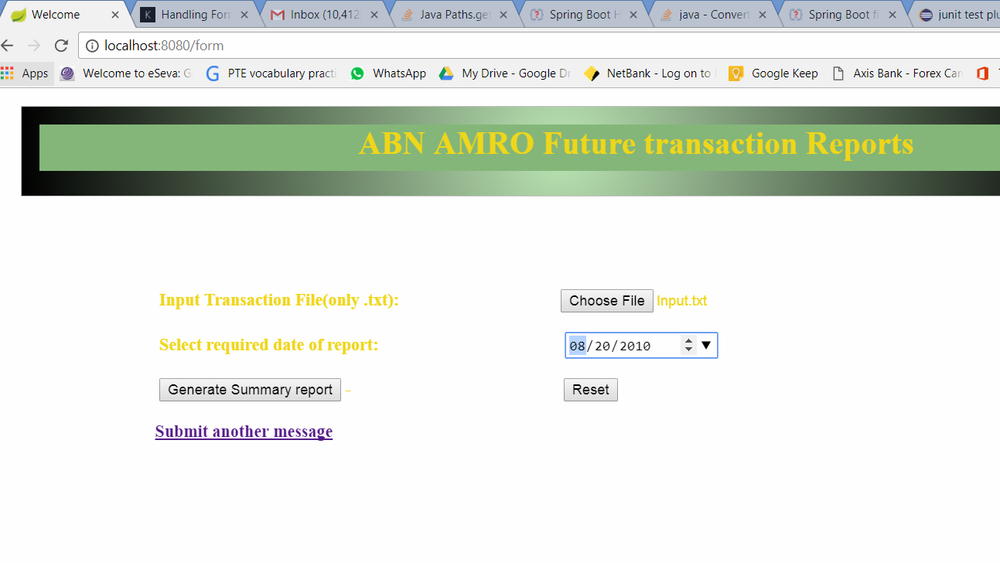 Welcome Handling For Inbox (10,412 Java Paths.ge Spring Boot H java - Convert Spring Boot fi junit test plu
localhost:8080/form
Apps Welcome to eSeva: G PTE vocabulary practi WhatsApp My Drive - Google Dr NetBank - Log on to Google Keep Axis Bank - Forex Car
ABN AMRO Future transaction Reports
Input Transaction File(only .txt): Choose File Input.txt
Select required date of report: 08/20/2010
Generate Summary report Reset
Submit another message